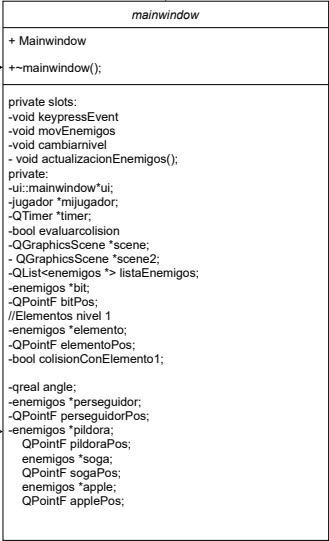 mainwindow
+ Mainwindow
+~mainwindow();
private slots:
-void keypressEvent
-void movEnemigos
-void cambiarnivel
- void actualizacionEnemigos();
private:
-ui::mainwindow*ui;
-jugador *mijugador;
-QTimer *timer;
-bool evaluarcolision
-QGraphicsScene *scene;
- QGraphicsScene *scene2;
-QList<enemigos *> listaEnemigos;
-enemigos *bit;
-QPointF bitPos;
//Elementos nivel 1
-enemigos *elemento;
-QPointF elementoPos;
-bool colisionConElemento1;
-qreal angle;
-enemigos *perseguidor;
-QPointF perseguidorPos;
-enemigos *pildora;
QPointF pildoraPos;
enemigos *soga;
QPointF sogaPos;
enemigos *apple;
QPointF applePos;